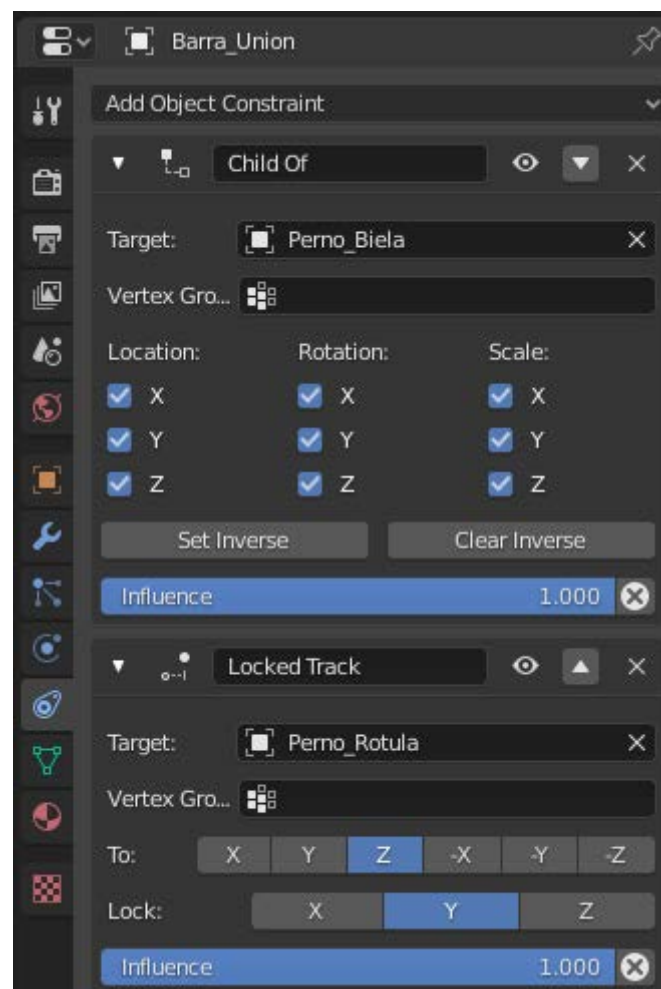 Barra_Union
Add Object Constraint
Child Of
Target: Perno_Biela
Vertex Gro...
Location: Rotation: Scale:
X X X
Y Y Y
Z Z Z
Set Inverse Clear Inverse
Influence 1.000
Locked Track
Target: Perno_Rotula
Vertex Gro...
To: X Y Z -X -Y -Z
Lock: X Y Z
Influence 1.000